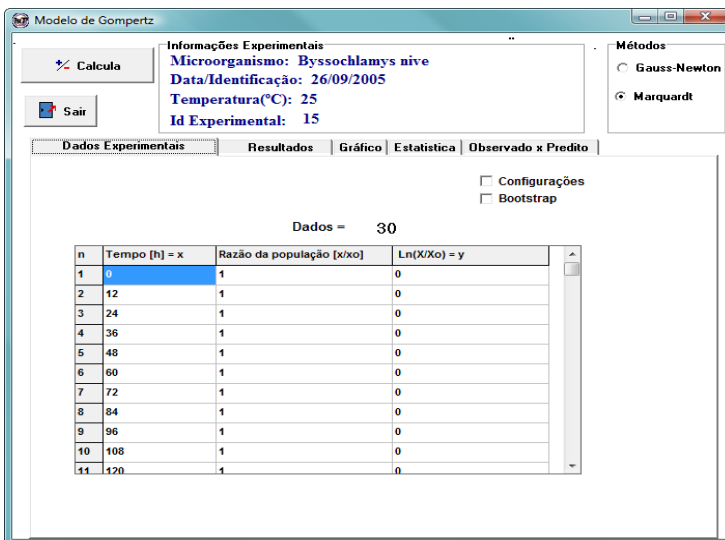 Modelo de Gompertz
Calcula
Sair
Informações Experimentais
Microorganismo: Byssochlamys nive
Data/Identificação: 26/09/2005
Temperatura(ºC): 25
Id Experimental: 15
Métodos
Gauss-Newton
Marquardt
Dados Experimentais Resultados Gráfico Estatistica Observado x Predito
Configurações
Bootstrap
Dados = 30
n Tempo [h] = x Razão da população [x/xo] Ln(X/Xo) = y
1 0 1 0
2 12 1 0
3 24 1 0
4 36 1 0
5 48 1 0
6 60 1 0
7 72 1 0
8 84 1 0
9 96 1 0
10 108 1 0
11 120 1 0